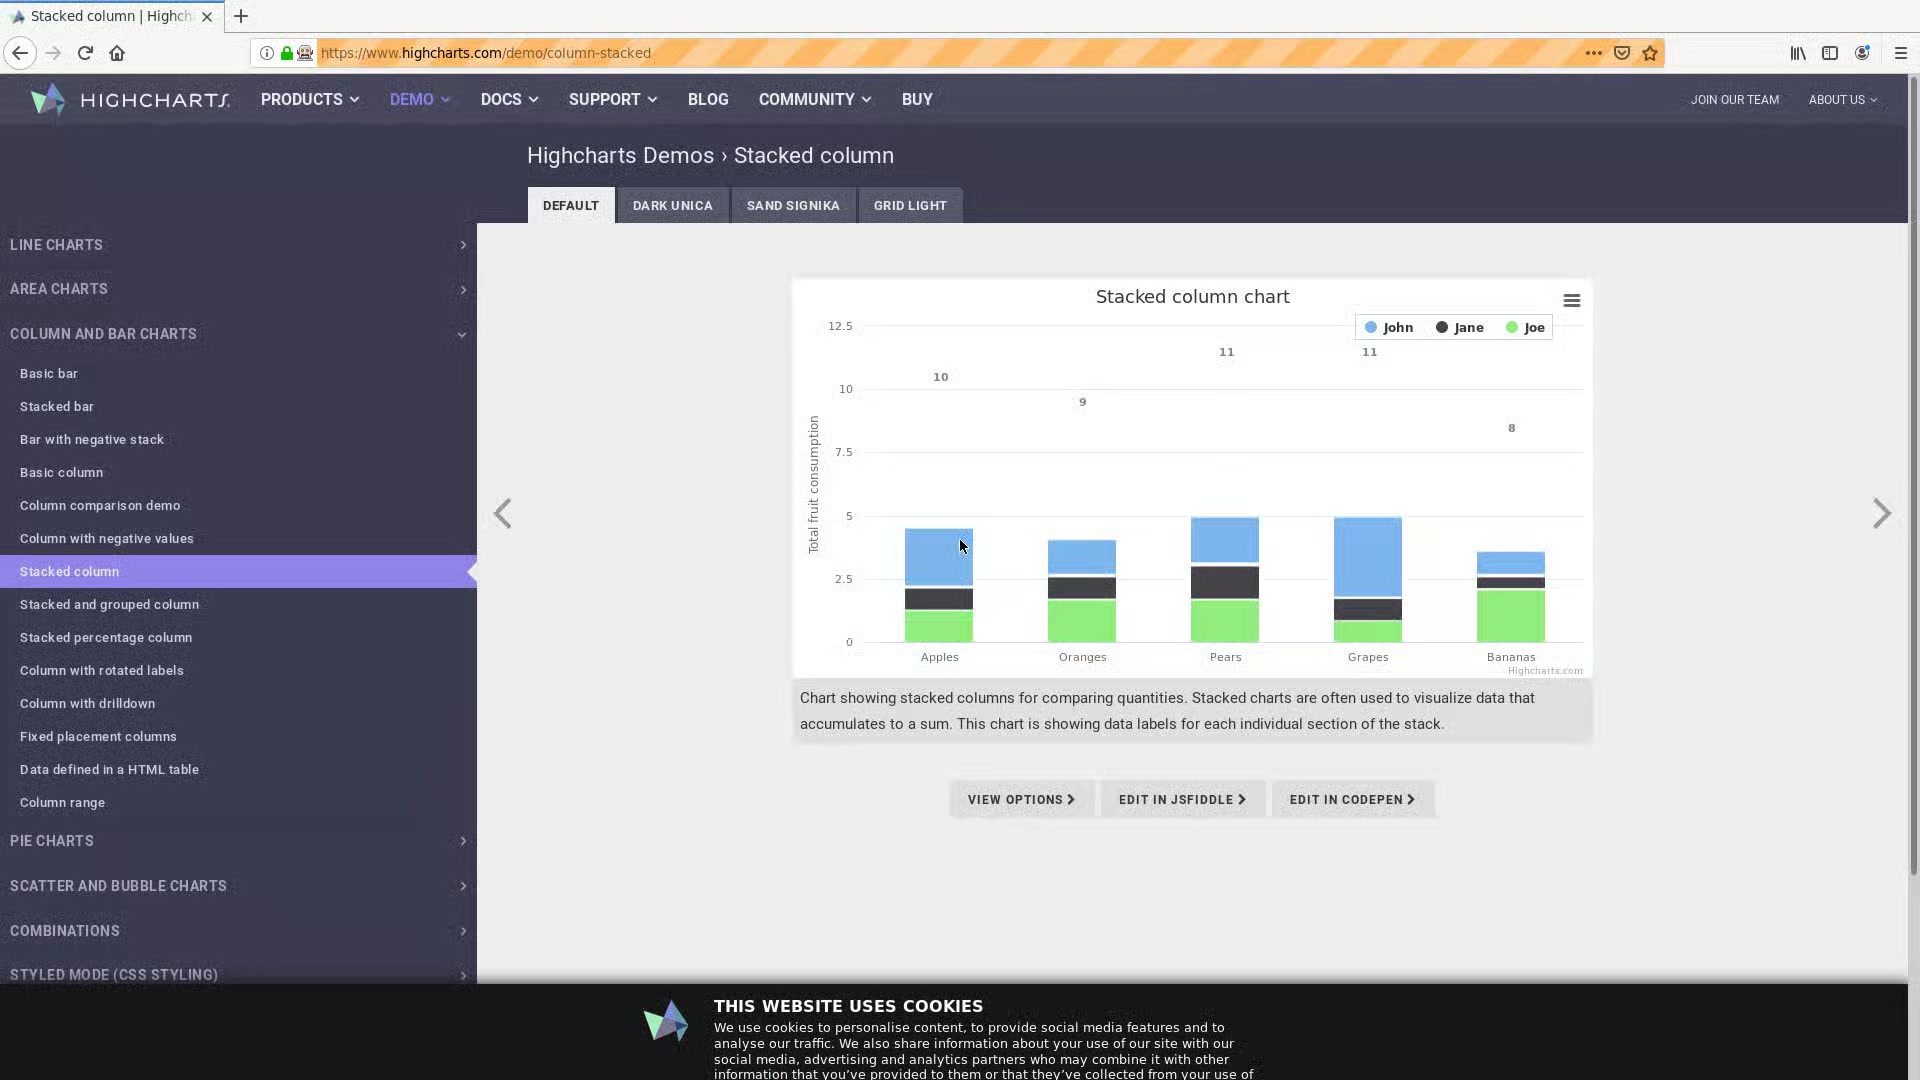 Stacked column | Highch
https://www.highcharts.com/demo/column-stacked
HIGHCHARTS
PRODUCTS
DEMO
DOCS
SUPPORT
BLOG
COMMUNITY
BUY
JOIN OUR TEAM
ABOUT US
Highcharts Demos › Stacked column
DEFAULT
DARK UNICA
SAND SIGNIKA
GRID LIGHT
LINE CHARTS
AREA CHARTS
COLUMN AND BAR CHARTS
Basic bar
Stacked bar
Bar with negative stack
Basic column
Column comparison demo
Column with negative values
Stacked column
Stacked and grouped column
Stacked percentage column
Column with rotated labels
Column with drilldown
Fixed placement columns
Data defined in a HTML table
Column range
PIE CHARTS
SCATTER AND BUBBLE CHARTS
COMBINATIONS
STYLED MODE (CSS STYLING)
Stacked column chart
John
Jane
Joe
Total fruit consumption
12.5
10
7.5
5
2.5
0
10
9
11
11
8
Apples
Oranges
Pears
Grapes
Bananas
Highcharts.com
Chart showing stacked columns for comparing quantities. Stacked charts are often used to visualize data that
accumulates to a sum. This chart is showing data labels for each individual section of the stack.
VIEW OPTIONS
EDIT IN JSFIDDLE
EDIT IN CODEPEN
THIS WEBSITE USES COOKIES
We use cookies to personalise content, to provide social media features and to
analyse our traffic. We also share information about your use of our site with our
social media, advertising and analytics partners who may combine it with other
information that you've provided to them or that they've collected from your use of